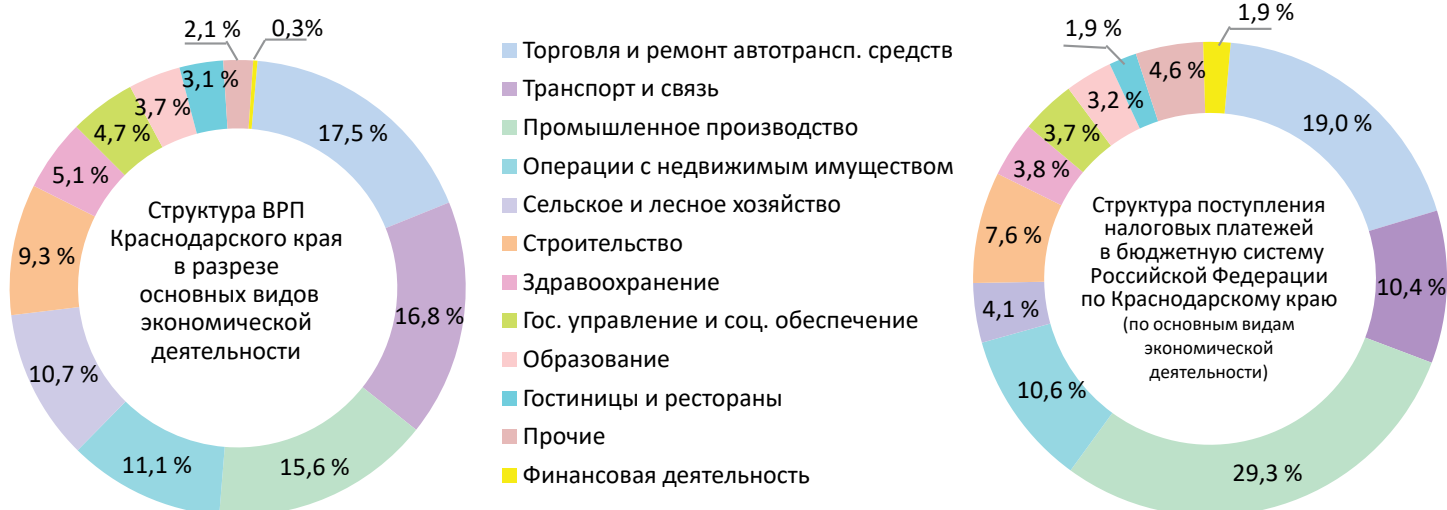 2,1 %
0,3%
3,1 %
3,7 %
4,7 %
5,1 %
9,3 %
10,7 %
11,1 %
15,6 %
16,8 %
17,5 %
Структура ВРП
Краснодарского края
в разрезе
основных видов
экономической
деятельности
Торговля и ремонт автотрансп. средств
Транспорт и связь
Промышленное производство
Операции с недвижимым имуществом
Сельское и лесное хозяйство
Строительство
Здравоохранение
Гос. управление и соц. обеспечение
Образование
Гостиницы и рестораны
Прочие
Финансовая деятельность
1,9 %
1,9 %
4,6 %
3,2 %
3,7 %
3,8 %
7,6 %
4,1 %
10,6 %
29,3 %
10,4 %
19,0 %
Структура поступления
налоговых платежей
в бюджетную систему
Российской Федерации
по Краснодарскому краю
(по основным видам
экономической
деятельности)